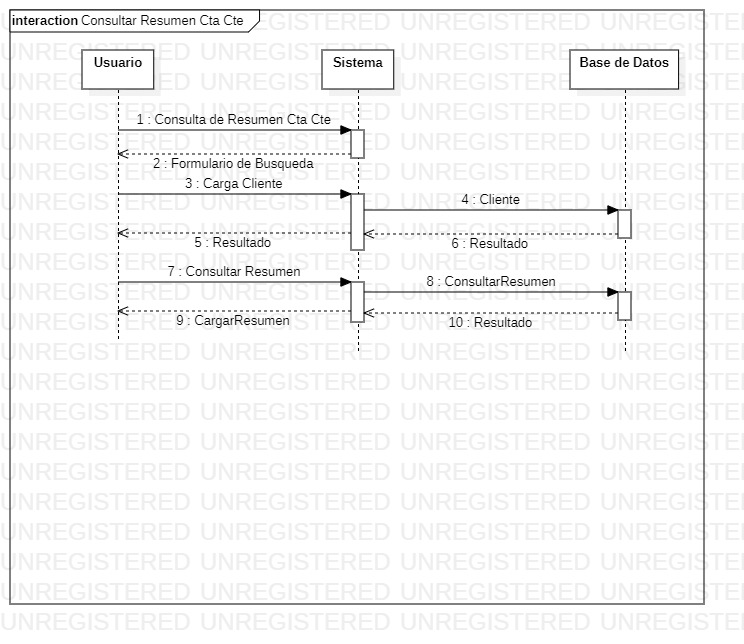 interaction Consultar Resumen Cta Cte
Usuario
Sistema
Base de Datos
1 : Consulta de Resumen Cta Cte
2 : Formulario de Busqueda
3 : Carga Cliente
4 : Cliente
5 : Resultado
6 : Resultado
7 : Consultar Resumen
8 : ConsultarResumen
9 : CargarResumen
10 : Resultado
UNREGISTERED UNREGISTERED UNREGISTERED